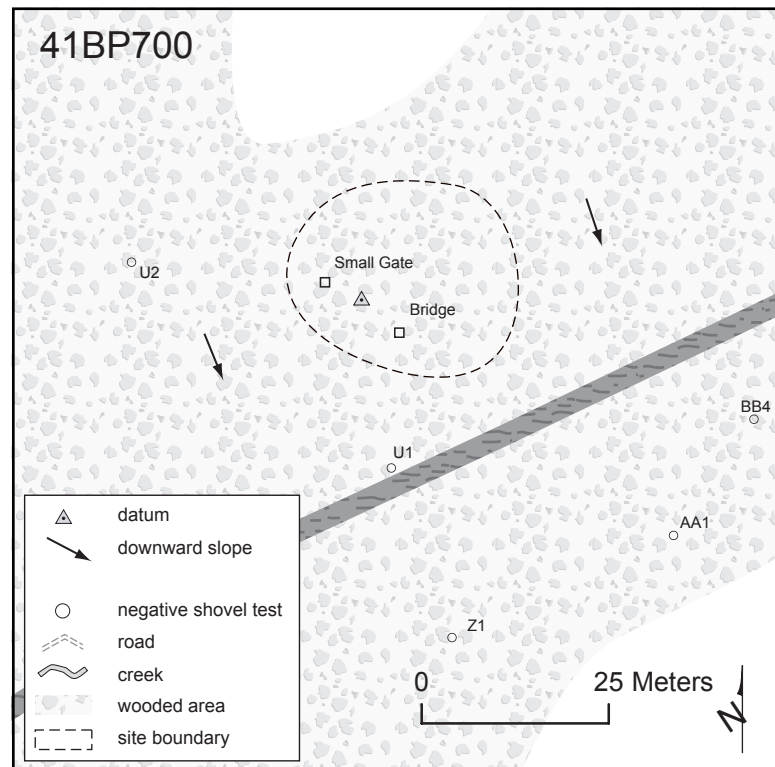 41BP700
Small Gate
U2
Bridge
BB4
U1
AA1
Z1
datum
downward slope
negative shovel test
road
creek
wooded area
site boundary
0 25 Meters
N